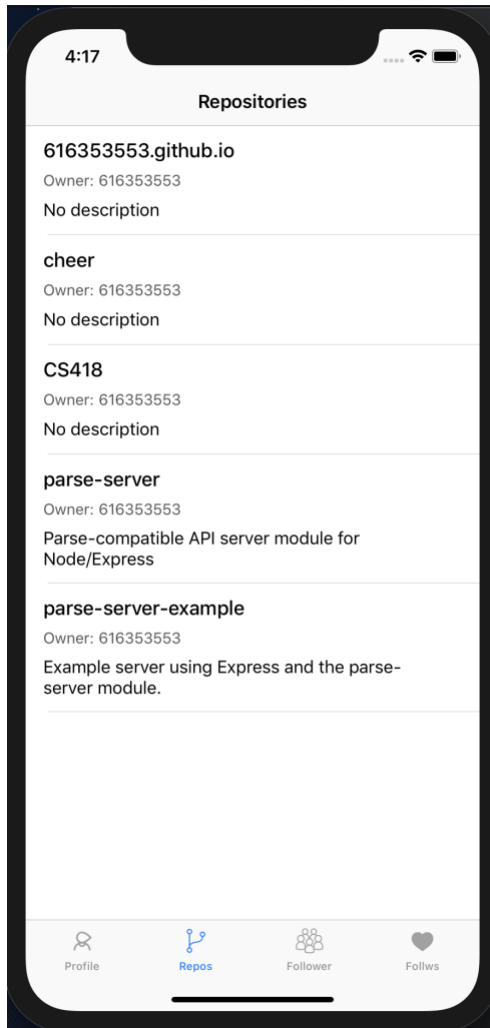 4:17
Repositories
616353553.github.io
Owner: 616353553
No description
cheer
Owner: 616353553
No description
CS418
Owner: 616353553
No description
parse-server
Owner: 616353553
Parse-compatible API server module for
Node/Express
parse-server-example
Owner: 616353553
Example server using Express and the parse-
server module.
Profile
Repos
Follower
Follws